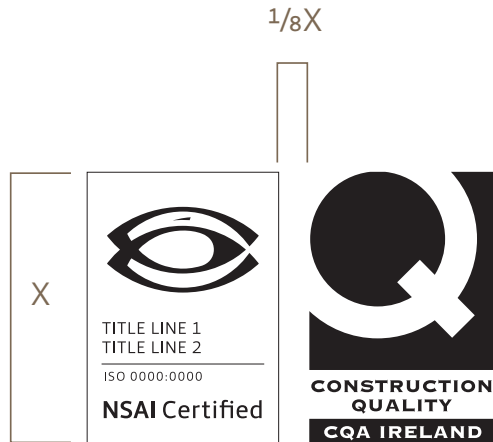 1/8X
X
TITLE LINE 1
TITLE LINE 2
ISO 0000:0000
NSAI Certified
Q
CONSTRUCTION
QUALITY
CQA IRELAND